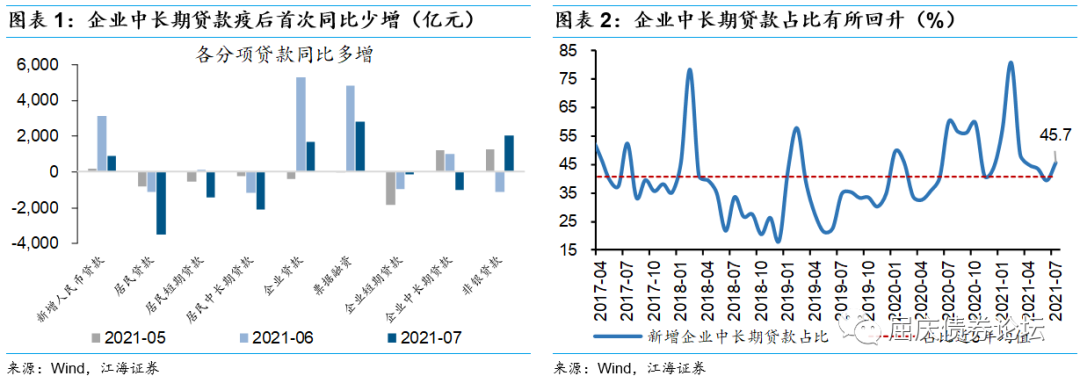 图表 1：企业中长期贷款疫后首次同比少增（亿元）
各分项贷款同比多增
6,000
4,000
2,000
0
-2,000
-4,000
新增人民币贷款
居民贷款
居民短期贷款
居民中长期贷款
企业贷款
票据融资
企业短期贷款
企业中长期贷款
非银贷款
2021-05 2021-06 2021-07
来源：Wind，江海证券
图表 2：企业中长期贷款占比有所回升（%）
85
75
65
55
45
35
25
15
45.7
2017-04
2017-07
2017-10
2018-01
2018-04
2018-07
2018-10
2019-01
2019-04
2019-07
2019-10
2020-01
2020-04
2020-07
2020-10
2021-01
2021-04
2021-07
新增企业中长期贷款占比 占比近5年均值
屈庆债券论坛
来源：Wind，江海证券